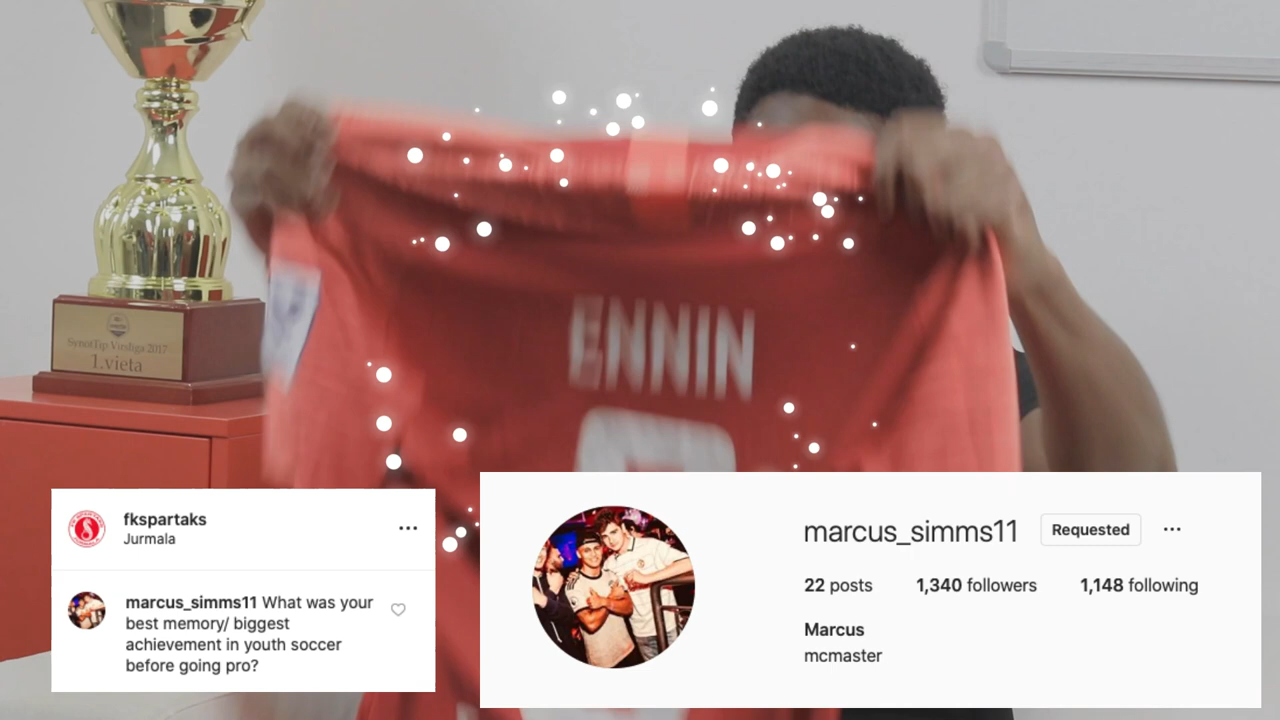 SynotTip Virslīga 2017
1.vieta
ENNIN
fkspartaks
Jurmala
marcus_simms11 What was your
best memory/ biggest
achievement in youth soccer
before going pro?
marcus_simms11 Requested
22 posts 1,340 followers 1,148 following
Marcus
mcmaster